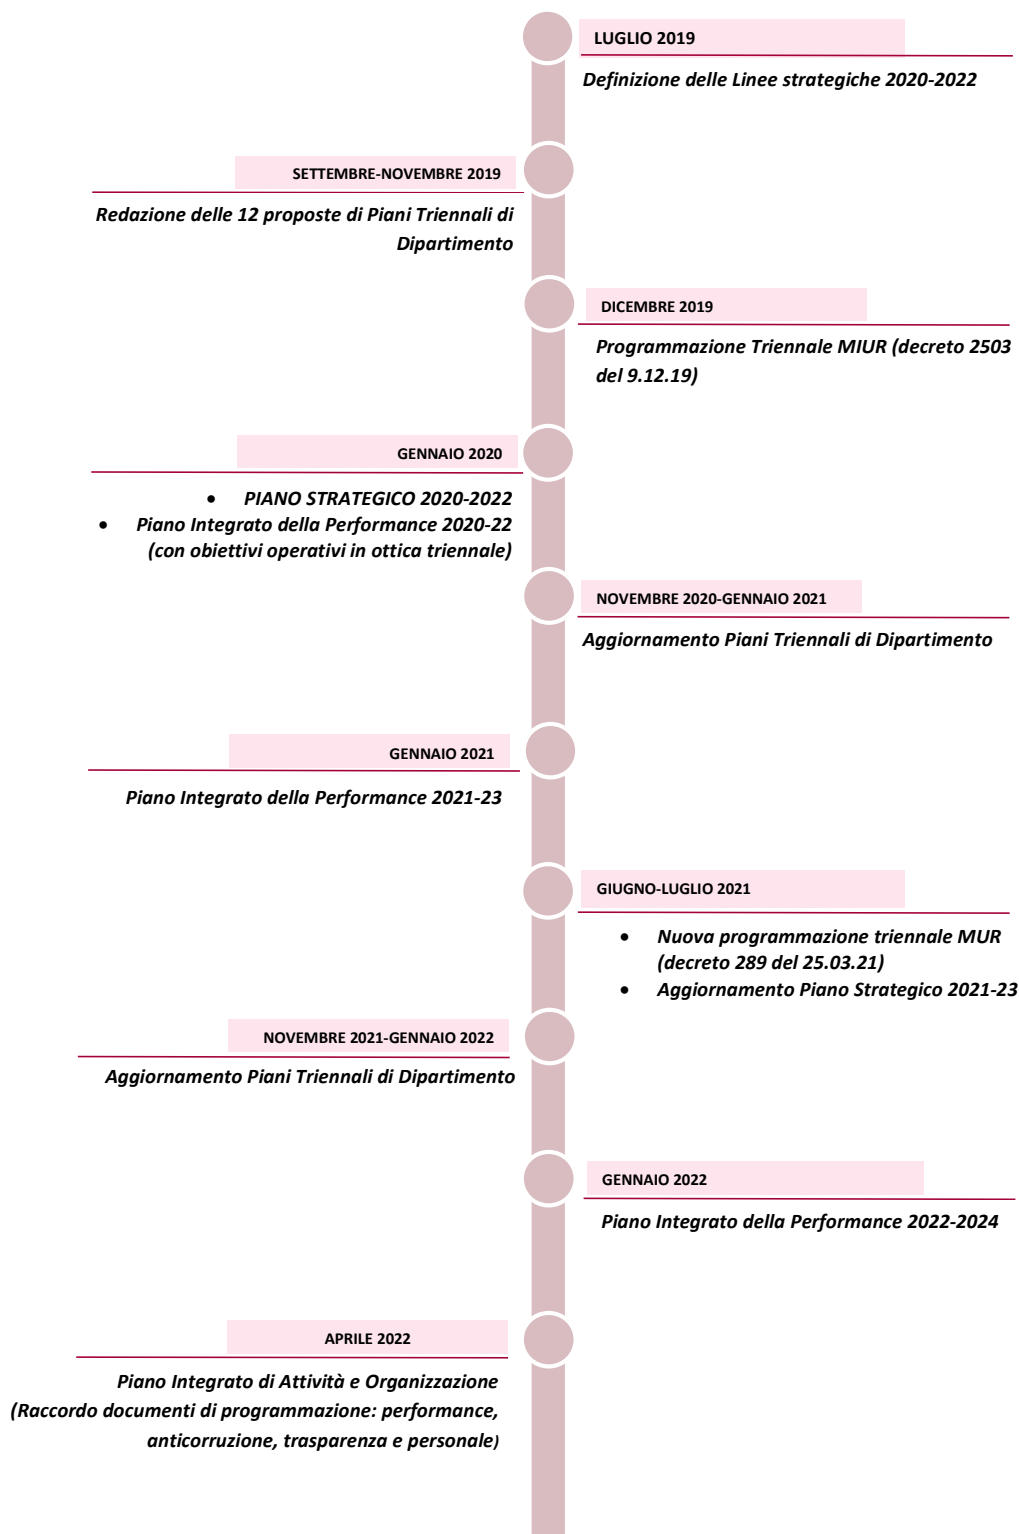 LUGLIO 2019
Definizione delle Linee strategiche 2020-2022
SETTEMBRE-NOVEMBRE 2019
Redazione delle 12 proposte di Piani Triennali di
Dipartimento
DICEMBRE 2019
Programmazione Triennale MIUR (decreto 2503
del 9.12.19)
GENNAIO 2020
• PIANO STRATEGICO 2020-2022
• Piano Integrato della Performance 2020-22
(con obiettivi operativi in ottica triennale)
NOVEMBRE 2020-GENNAIO 2021
Aggiornamento Piani Triennali di Dipartimento
GENNAIO 2021
Piano Integrato della Performance 2021-23
GIUGNO-LUGLIO 2021
• Nuova programmazione triennale MUR
(decreto 289 del 25.03.21)
• Aggiornamento Piano Strategico 2021-23
NOVEMBRE 2021-GENNAIO 2022
Aggiornamento Piani Triennali di Dipartimento
GENNAIO 2022
Piano Integrato della Performance 2022-2024
APRILE 2022
Piano Integrato di Attività e Organizzazione
(Raccordo documenti di programmazione: performance,
anticorruzione, trasparenza e personale)